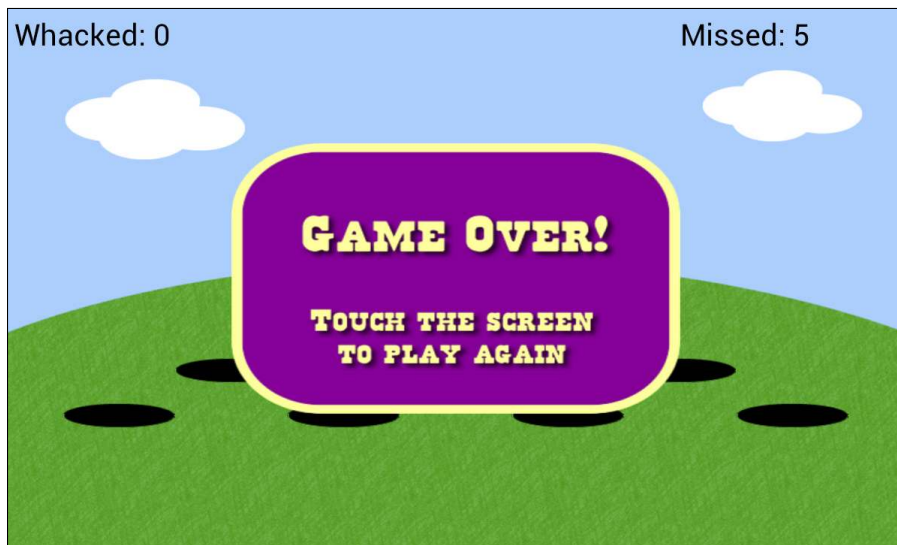 Whacked: 0
Missed: 5
Game Over!
Touch the screen
to play again